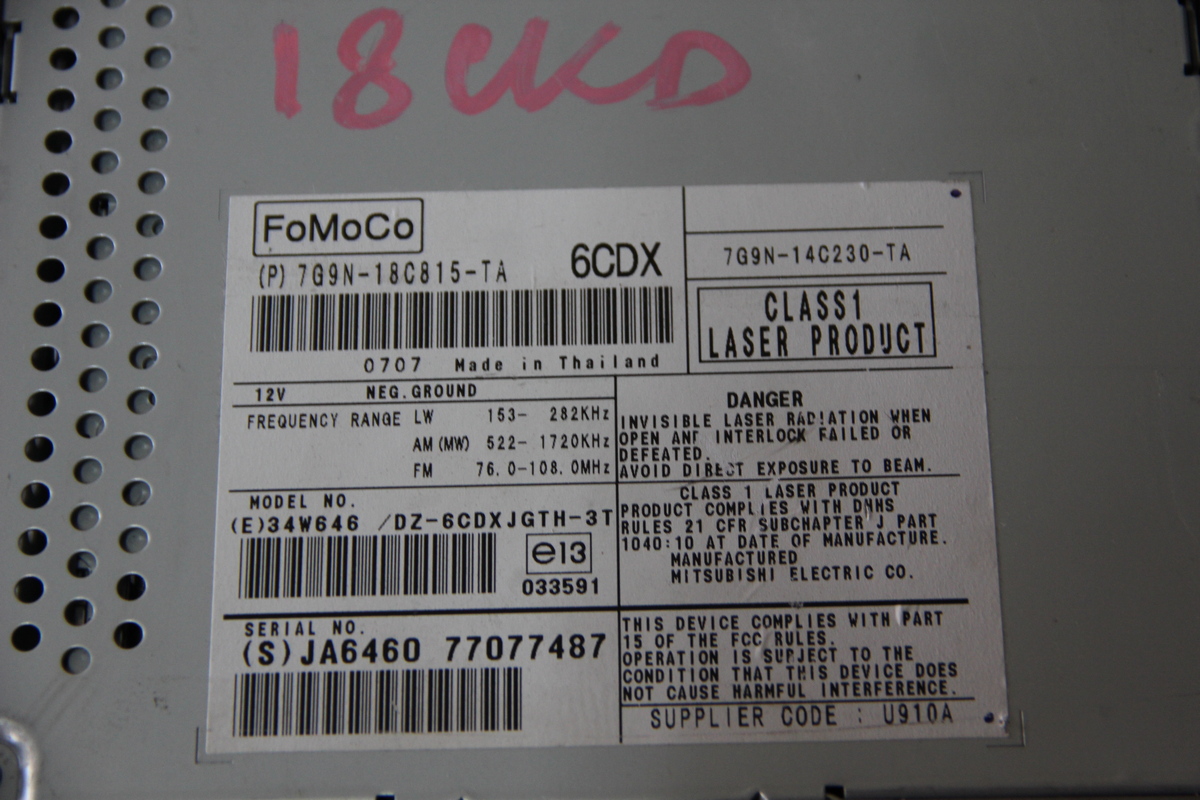 18CKD
FoMoCo
6CDX
(P) 7G9N-18C815-TA
0707 Made in Thailand
7G9N-14C230-TA
CLASS1
LASER PRODUCT
12V NEG.GROUND
FREQUENCY RANGE LW 153- 282KHz
AM(MW) 522- 1720KHz
FM 76.0-108.0MHz
DANGER
INVISIBLE LASER RADIATION WHEN
OPEN AND INTERLOCK FAILED OR
DEFEATED.
AVOID DIRECT EXPOSURE TO BEAM.
MODEL NO.
(E)34W646 /DZ-6CDXJGTH-3T
e13
033591
CLASS 1 LASER PRODUCT
PRODUCT COMPLIES WITH DHHS
RULES 21 CFR SUBCHAPTER J PART
1040:10 AT DATE OF MANUFACTURE.
MANUFACTURED
MITSUBISHI ELECTRIC CO.
SERIAL NO.
(S)JA6460 77077487
THIS DEVICE COMPLIES WITH PART
15 OF THE FCC RULES.
OPERATION IS SUBJECT TO THE
CONDITION THAT THIS DEVICE DOES
NOT CAUSE HARMFUL INTERFERENCE.
SUPPLIER CODE : U910A